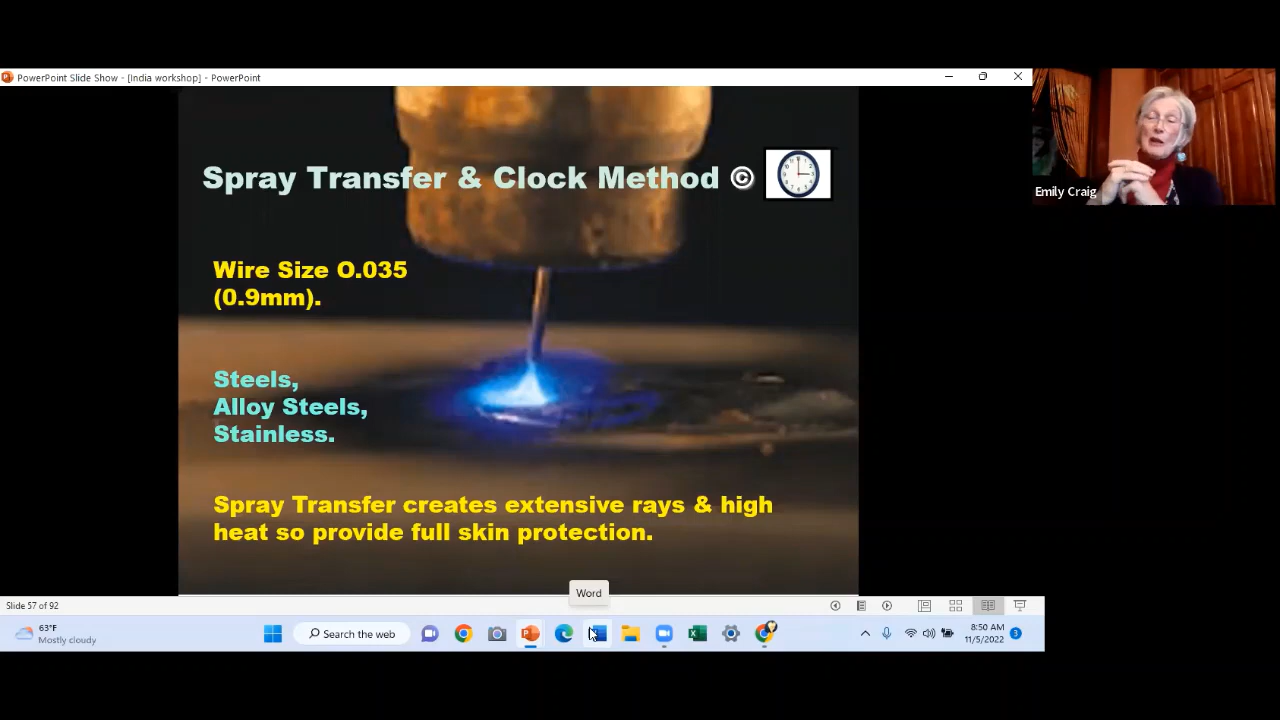 PowerPoint Slide Show - [India workshop] - PowerPoint
Spray Transfer & Clock Method ©
Wire Size O.035
(0.9mm).
Steels,
Alloy Steels,
Stainless.
Spray Transfer creates extensive rays & high
heat so provide full skin protection.
Emily Craig
Word
Slide 57 of 92
63°F
Mostly cloudy
Search the web
8:50 AM
11/5/2022
3